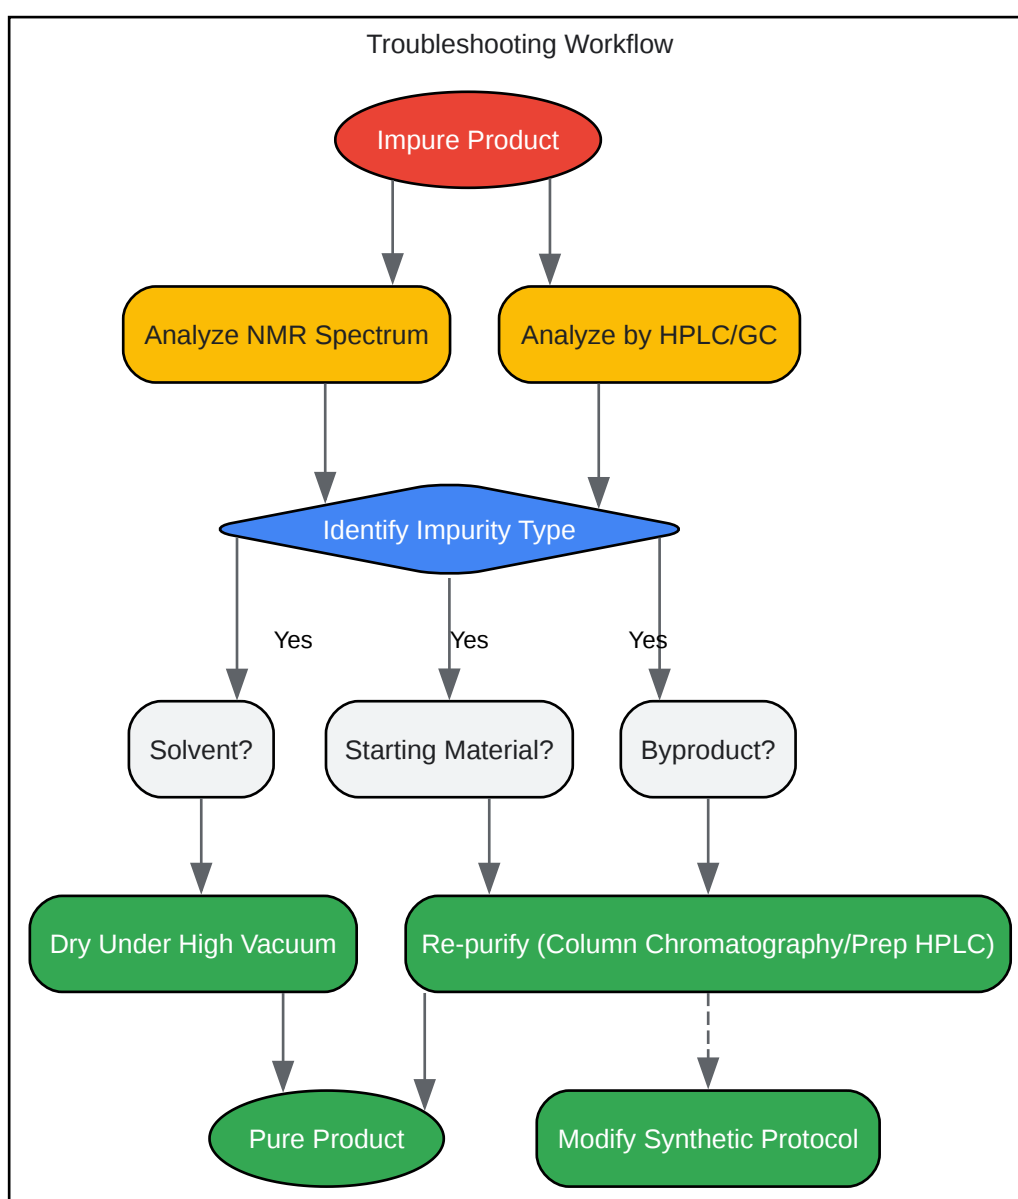 Troubleshooting Workflow
Impure Product
Analyze NMR Spectrum
Analyze by HPLC/GC
Identify Impurity Type
Yes
Yes
Yes
Solvent?
Starting Material?
Byproduct?
Dry Under High Vacuum
Re-purify (Column Chromatography/Prep HPLC)
Pure Product
Modify Synthetic Protocol